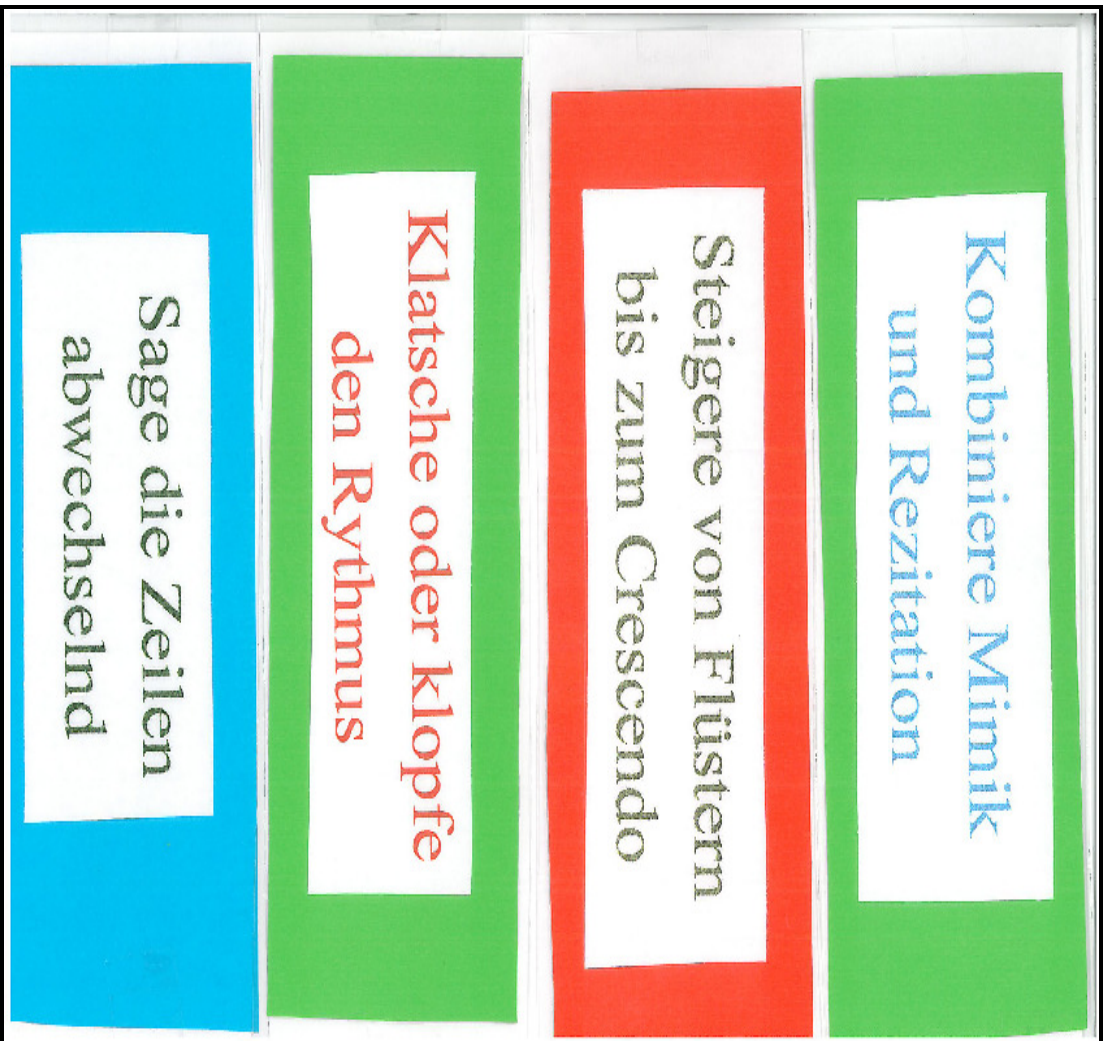 Kombiniere Mimik
und Rezitation
Steigere von Flüstern
bis zum Crescendo
Klatsche oder klopfe
den Rythmus
Sage die Zeilen
abwechselnd